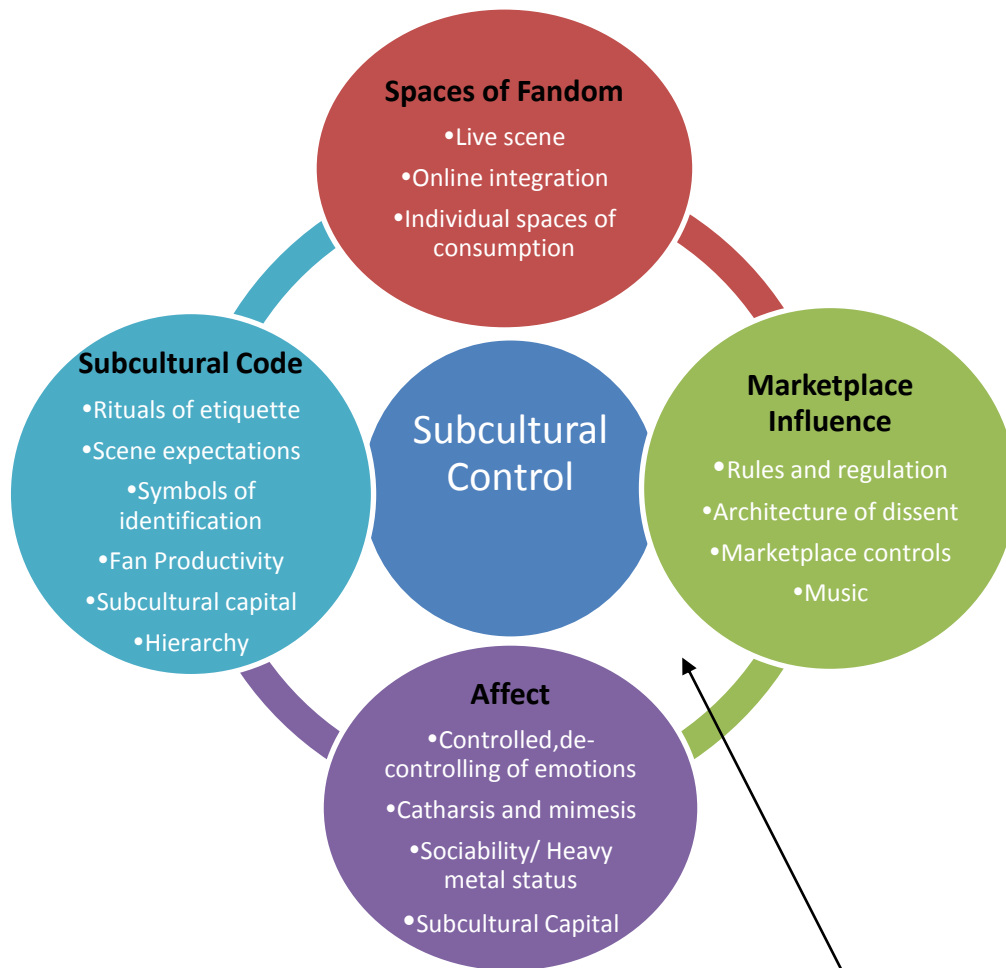 Spaces of Fandom
•Live scene
•Online integration
•Individual spaces of
consumption
Subcultural Code
•Rituals of etiquette
•Scene expectations
•Symbols of
identification
•Fan Productivity
•Subcultural capital
•Hierarchy
Subcultural
Control
Marketplace
Influence
•Rules and regulation
•Architecture of dissent
•Marketplace controls
•Music
Affect
•Controlled,de-
controlling of emotions
•Catharsis and mimesis
•Sociability/ Heavy
metal status
•Subcultural Capital